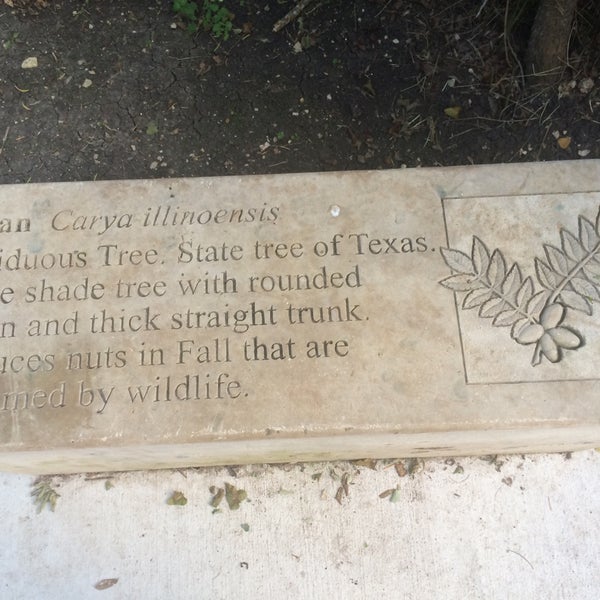 an Carya illinoensis
iduous Tree. State tree of Texas.
e shade tree with rounded
n and thick straight trunk.
uces nuts in Fall that are
med by wildlife.